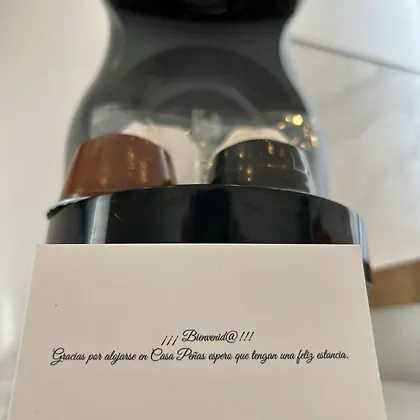 ¡¡¡ Bienvenid@ !!!
Gracias por alojarse en Casa Peñas espero que tengan una feliz estancia.